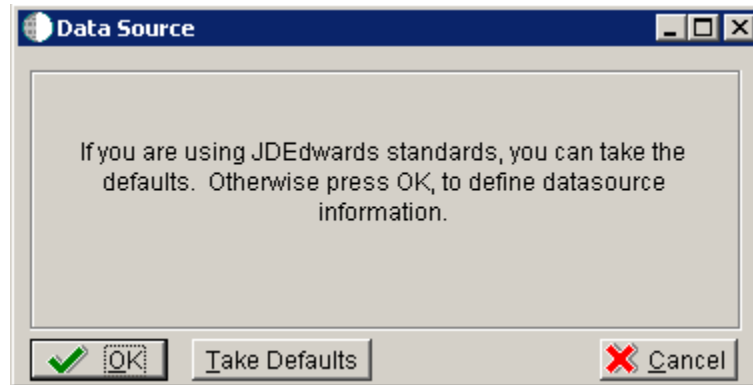 Data Source
If you are using JDEdwards standards, you can take the
defaults. Otherwise press OK, to define datasource
information.
OK
Take Defaults
Cancel